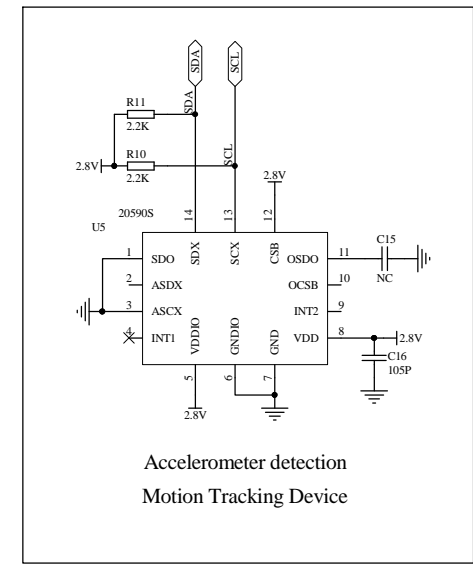 SDA
SCL
SDA
R11
2.2K
SCL
R10
2.8V
2.2K
2.8V
20590S
U5
14
13
12
1
SDO
SDX
SCX
CSB
OSDO
11
C15
NC
2
ASDX
OCSB
10
3
ASCX
INT2
9
4
INT1
VDDIO
GNDIO
GND
VDD
8
2.8V
C16
105P
5
6
7
2.8V
Accelerometer detection
Motion Tracking Device